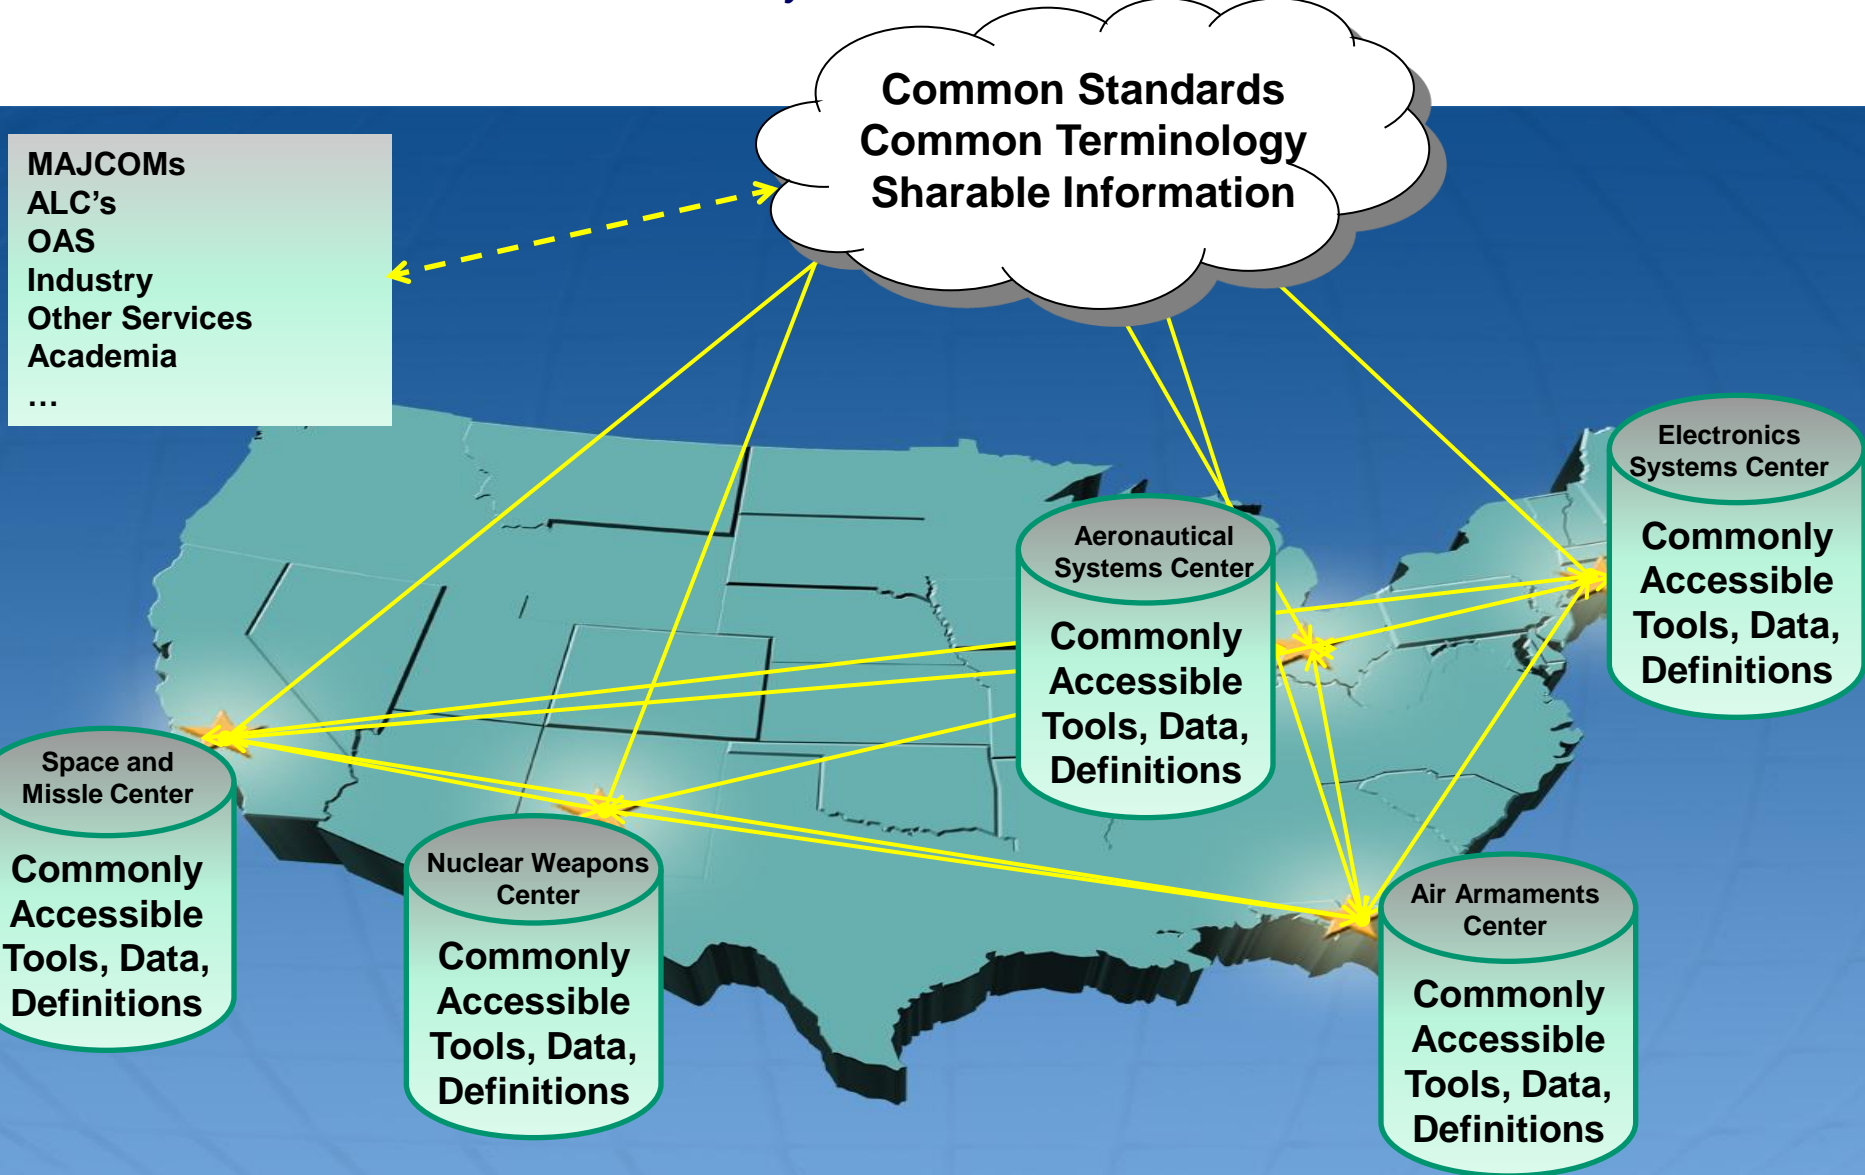 Common Standards
Common Terminology
Sharable Information
MAJCOMs
ALC’s
OAS
Industry
Other Services
Academia
…
Electronics
Systems Center
Commonly
Accessible
Tools, Data,
Definitions
Aeronautical
Systems Center
Commonly
Accessible
Tools, Data,
Definitions
Space and
Missle Center
Commonly
Accessible
Tools, Data,
Definitions
Nuclear Weapons
Center
Commonly
Accessible
Tools, Data,
Definitions
Air Armaments
Center
Commonly
Accessible
Tools, Data,
Definitions